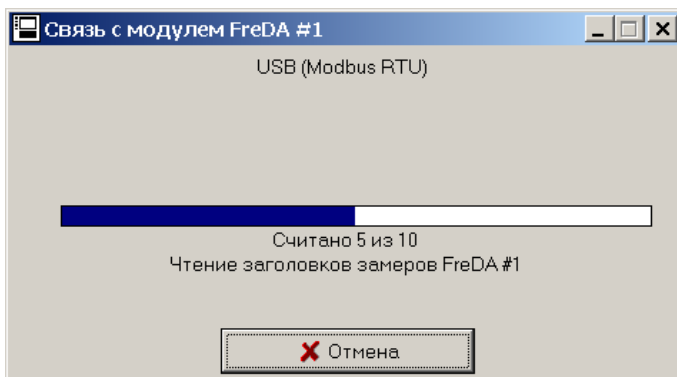 Связь с модулем FreDA #1
USB (Modbus RTU)
Считано 5 из 10
Чтение заголовков замеров FreDA #1
Отмена